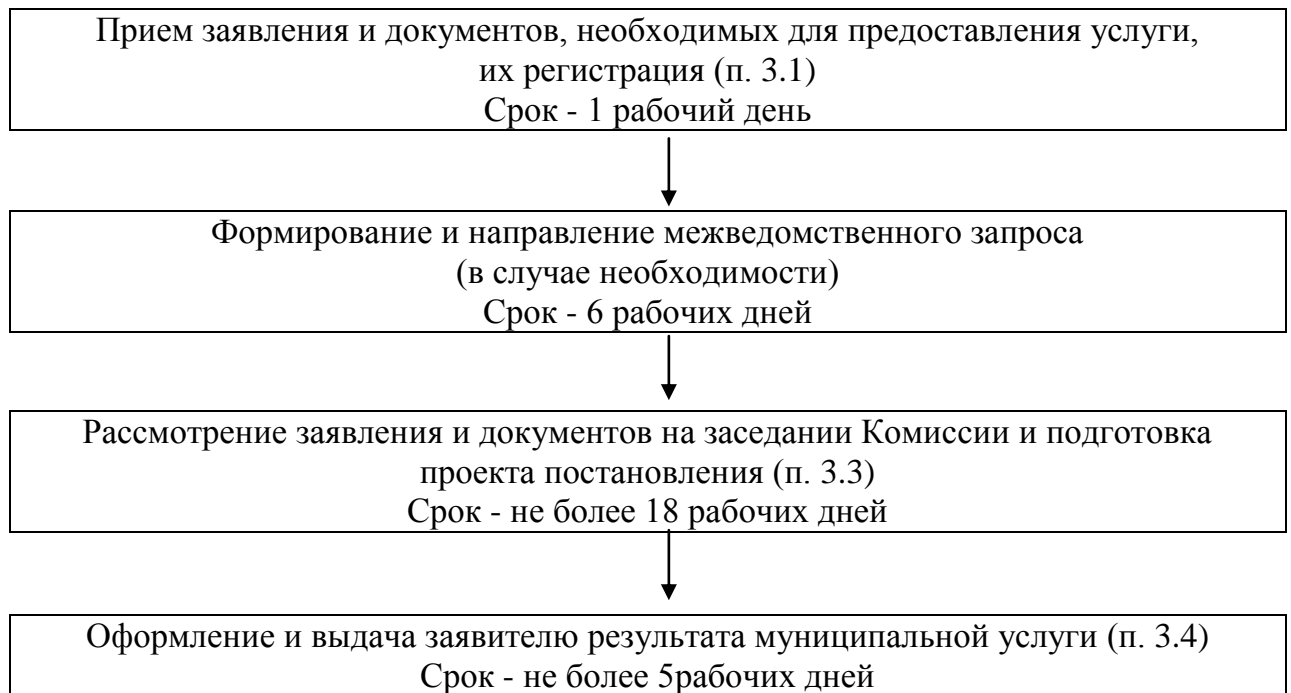 Прием заявления и документов, необходимых для предоставления услуги,
их регистрация (п. 3.1)
Срок - 1 рабочий день
Формирование и направление межведомственного запроса
(в случае необходимости)
Срок - 6 рабочих дней
Рассмотрение заявления и документов на заседании Комиссии и подготовка
проекта постановления (п. 3.3)
Срок - не более 18 рабочих дней
Оформление и выдача заявителю результата муниципальной услуги (п. 3.4)
Срок - не более 5рабочих дней